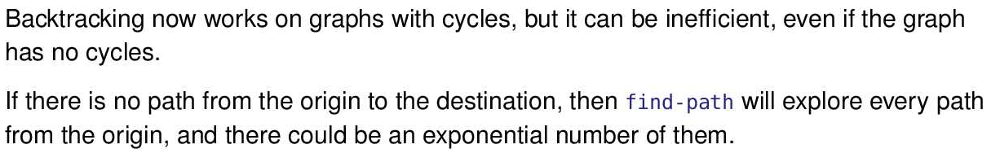 Backtracking now works on graphs with cycles, but it can be inefficient, even if the graph
has no cycles.
If there is no path from the origin to the destination, then find-path will explore every path
from the origin, and there could be an exponential number of them.